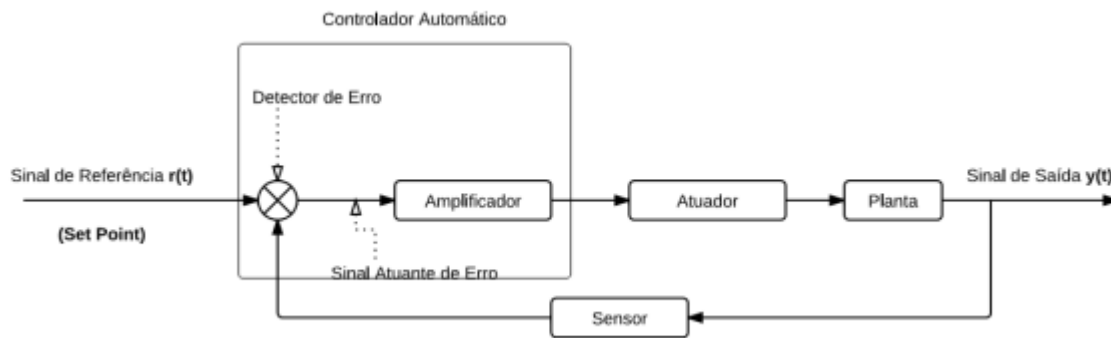 Controlador Automático
Detector de Erro
Sinal de Referência r(t)
(Set Point)
Amplificador
Atuador
Planta
Sinal de Saída y(t)
Sinal Atuante de Erro
Sensor